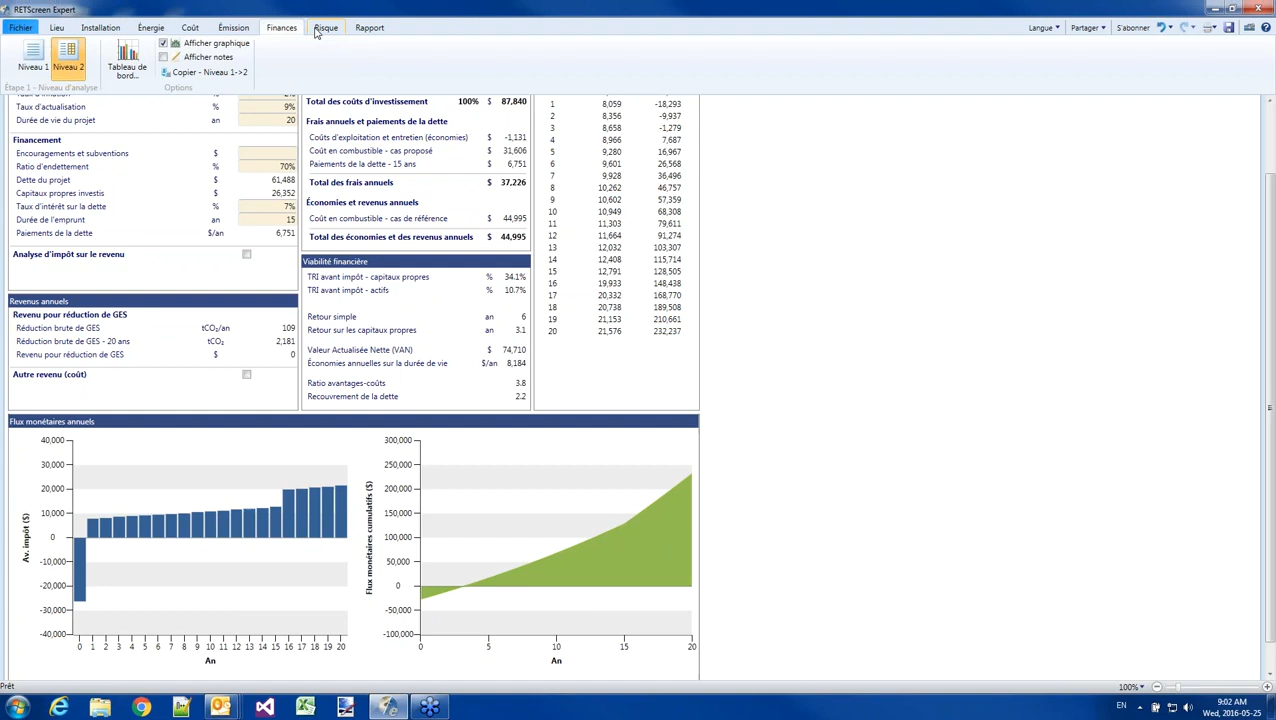 RETScreen Expert
Fichier Lieu Installation Énergie Coût Émission Finances Risque Rapport Langue Partager S'abonner
Niveau 1 Niveau 2 Tableau de bord...
Afficher graphique
Afficher notes
Copier - Niveau 1->2
Étape 1 - Niveau d'analyse Options
% 2%
Taux d'actualisation % 9%
Durée de vie du projet an 20
Financement
Encouragements et subventions $
Ratio d'endettement % 70%
Dette du projet $ 61,488
Capitaux propres investis $ 26,352
Taux d'intérêt sur la dette % 7%
Durée de l'emprunt an 15
Paiements de la dette $/an 6,751
Analyse d'impôt sur le revenu
Revenus annuels
Revenu pour réduction de GES
Réduction brute de GES tCO₂/an 109
Réduction brute de GES - 20 ans tCO₂ 2,181
Revenu pour réduction de GES $ 0
Autre revenu (coût)
Total des coûts d'investissement 100% $ 87,840
Frais annuels et paiements de la dette
Coûts d'exploitation et entretien (économies) $ -1,131
Coût en combustible - cas proposé $ 31,606
Paiements de la dette - 15 ans $ 6,751
Total des frais annuels $ 37,226
Économies et revenus annuels
Coût en combustible - cas de référence $ 44,995
Total des économies et des revenus annuels $ 44,995
Viabilité financière
TRI avant impôt - capitaux propres % 34.1%
TRI avant impôt - actifs % 10.7%
Retour simple an 6
Retour sur les capitaux propres an 3.1
Valeur Actualisée Nette (VAN) $ 74,710
Économies annuelles sur la durée de vie $/an 8,184
Ratio avantages-coûts 3.8
Recouvrement de la dette 2.2
1 8,059 -18,293
2 8,356 -9,937
3 8,658 -1,279
4 8,966 7,687
5 9,280 16,967
6 9,601 26,568
7 9,928 36,496
8 10,262 46,757
9 10,602 57,359
10 10,949 68,308
11 11,303 79,611
12 11,664 91,274
13 12,032 103,307
14 12,408 115,714
15 12,791 128,505
16 19,933 148,438
17 20,332 168,770
18 20,738 189,508
19 21,153 210,661
20 21,576 232,237
Flux monétaires annuels
Av. impôt ($)
40,000
30,000
20,000
10,000
0
-10,000
-20,000
-30,000
-40,000
0 1 2 3 4 5 6 7 8 9 10 11 12 13 14 15 16 17 18 19 20
An
Flux monétaires cumulatifs ($)
300,000
250,000
200,000
150,000
100,000
50,000
0
-50,000
-100,000
0 5 10 15 20
An
Prêt 100%
EN 9:02 AM
Wed, 2016-05-25